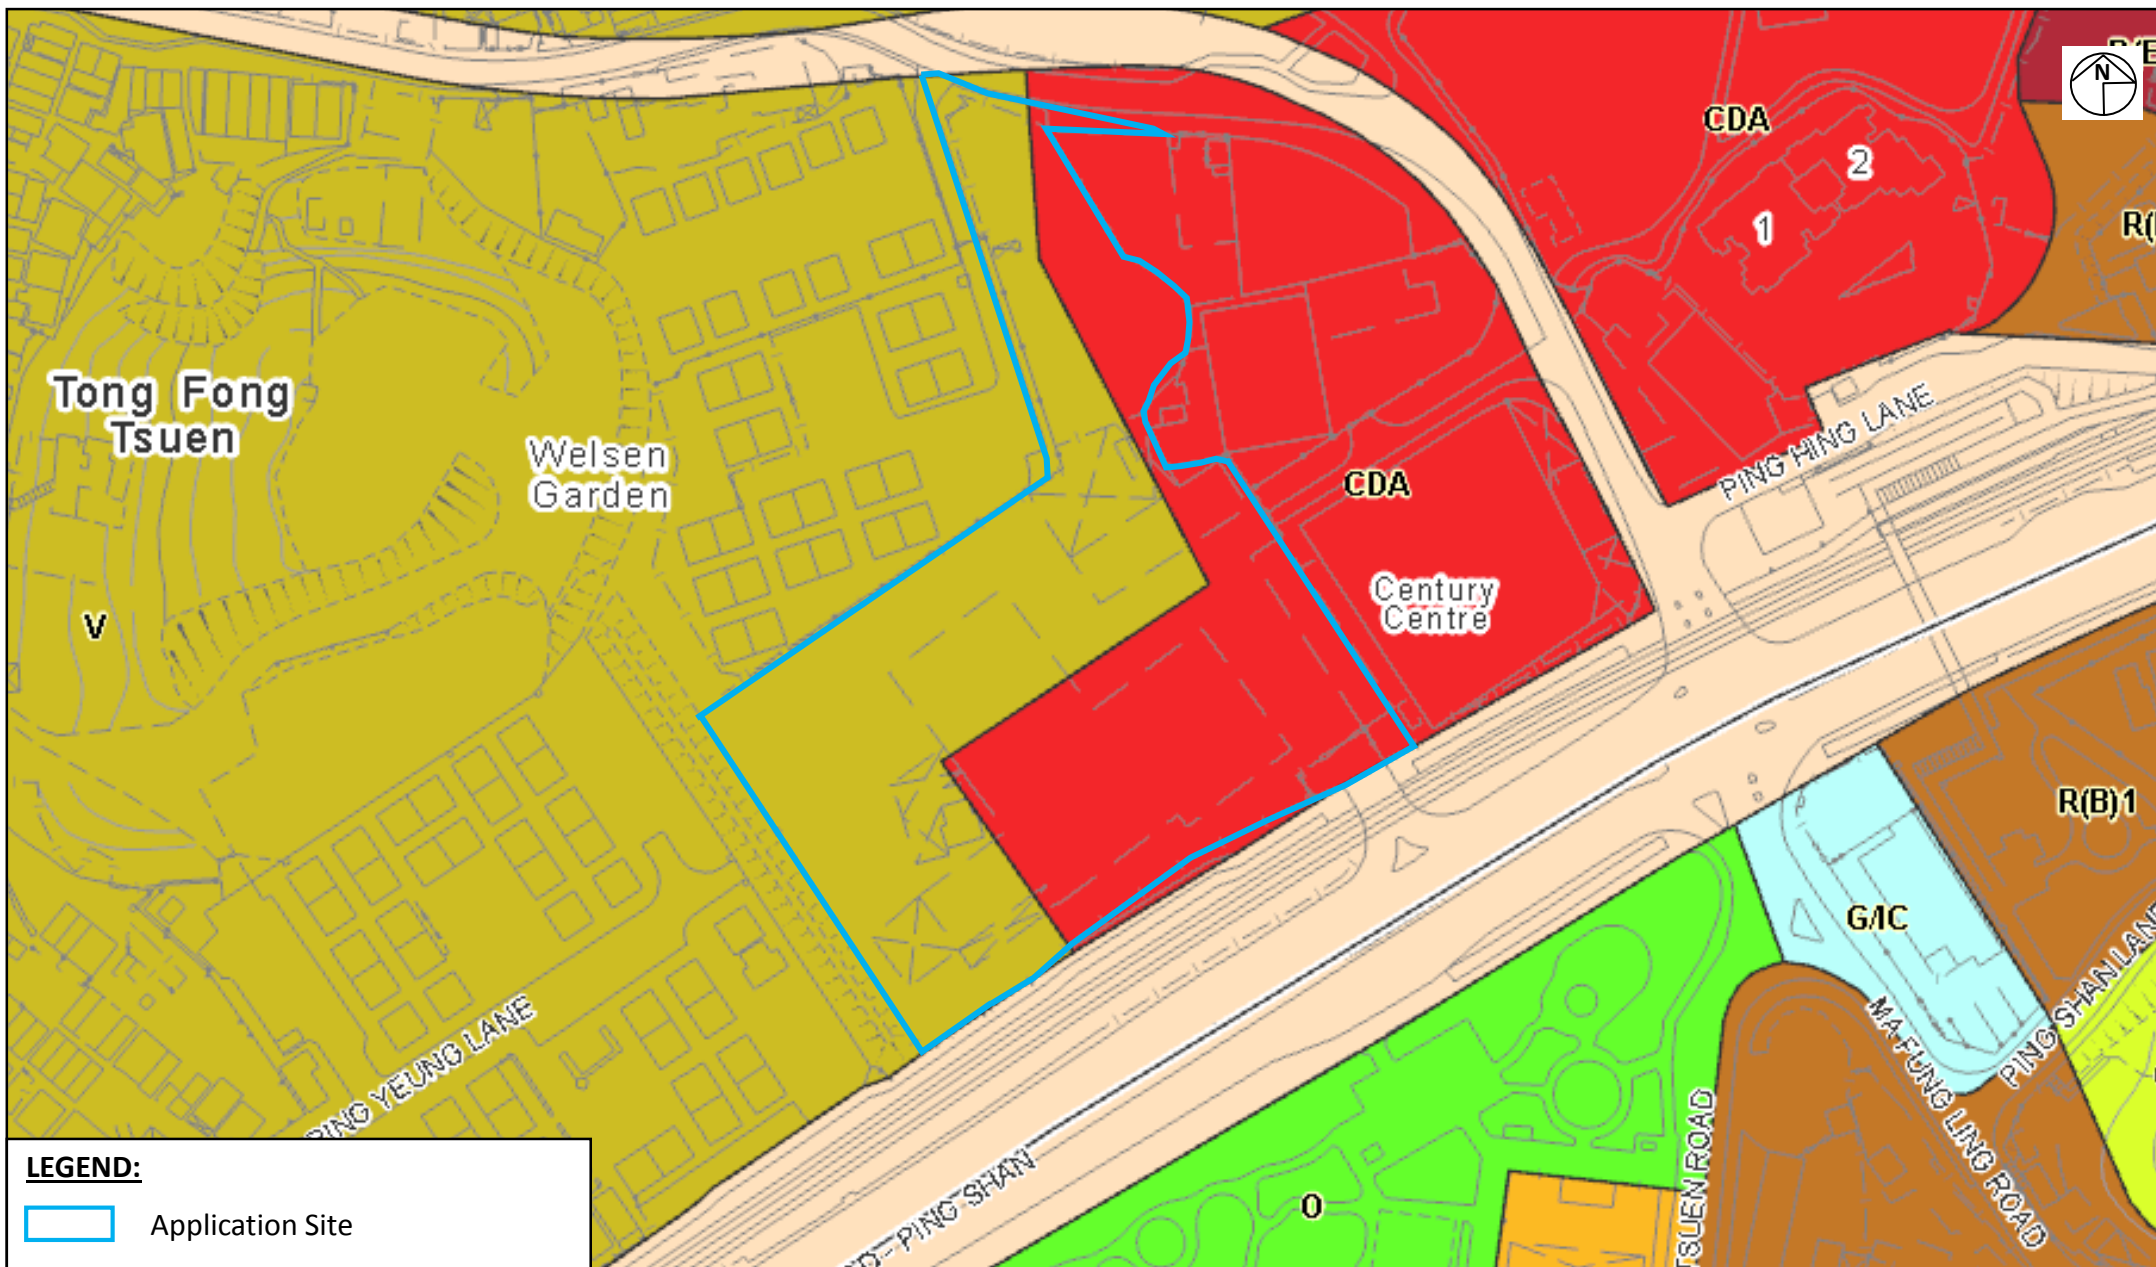 N
CDA
2
1
R(
Tong Fong
Tsuen
Welsen
Garden
PING HING LANE
CDA
Century
Centre
V
R(B)1
G/IC
PING SHAN LANE
MA FUNG LING ROAD
PING YEUNG LANE
TSUEN ROAD
PING SHAN
O
LEGEND:
Application Site